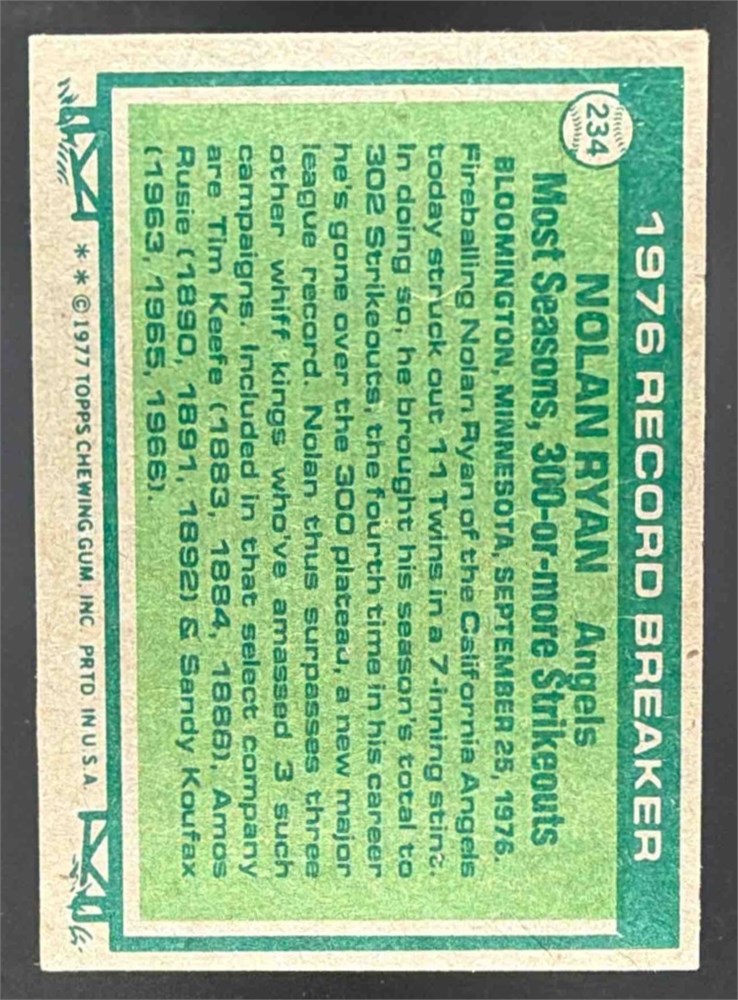 234
1976 RECORD BREAKER
NOLAN RYAN Angels
Most Seasons, 300-or-more Strikeouts
BLOOMINGTON, MINNESOTA, SEPTEMBER 25, 1976.
Fireballing Nolan Ryan of the California Angels
today struck out 11 Twins in a 7-inning stint.
In doing so, he brought his season's total to
302 Strikeouts, the fourth time in his career
he's gone over the 300 plateau, a new major
league record. Nolan thus surpasses three
other whiff kings who've amassed 3 such
campaigns. Included in that select company
are Tim Keefe (1883, 1884, 1888), Amos
Rusie (1890, 1891, 1892) & Sandy Koufax
(1963, 1965, 1966).
* * © 1977 TOPPS CHEWING GUM, INC. PRTD. IN U.S.A.